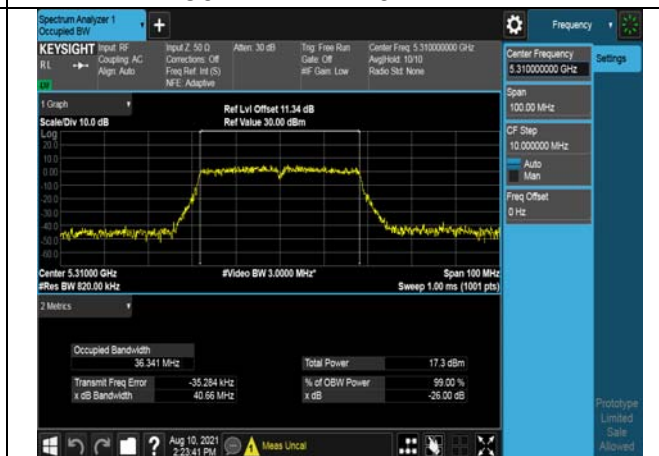 Spectrum Analyzer 1
Occupied BW
+
Frequency
KEYSIGHT Input: RF
RL Coupling: AC
Align: Auto
Input Z: 50 Ω
Corrections: Off
Freq Ref: Int (S)
NFE: Adaptive
Atten: 30 dB
Trig: Free Run
Gate: Off
#IF Gain: Low
Center Freq: 5.310000000 GHz
Avg|Hold: 10/10
Radio Std: None
Center Frequency
5.310000000 GHz
Settings
Span
100.00 MHz
CF Step
10.000000 MHz
Auto
Man
Freq Offset
0 Hz
1 Graph
Scale/Div 10.0 dB
Ref Lvl Offset 11.34 dB
Ref Value 30.00 dBm
Log
20.0
10.0
0.00
-10.0
-20.0
-30.0
-40.0
-50.0
-60.0
Center 5.31000 GHz
#Res BW 820.00 kHz
#Video BW 3.0000 MHz*
Span 100 MHz
Sweep 1.00 ms (1001 pts)
2 Metrics
Occupied Bandwidth
36.341 MHz
Total Power 17.3 dBm
Transmit Freq Error -35.284 kHz
% of OBW Power 99.00 %
x dB Bandwidth 40.66 MHz
x dB -26.00 dB
Prototype
Limited
Sale
Allowed
? Aug 10, 2021
2:23:41 PM
Meas Uncal